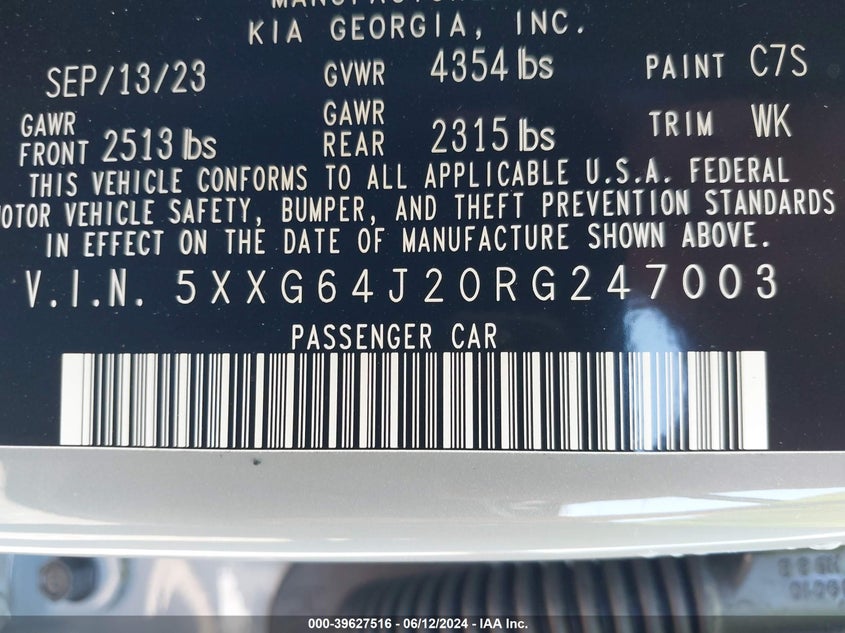 KIA GEORGIA, INC.
SEP/13/23 GVWR 4354 lbs PAINT C7S
GAWR FRONT 2513 lbs GAWR REAR 2315 lbs TRIM WK
THIS VEHICLE CONFORMS TO ALL APPLICABLE U.S.A. FEDERAL
MOTOR VEHICLE SAFETY, BUMPER, AND THEFT PREVENTION STANDARDS
IN EFFECT ON THE DATE OF MANUFACTURE SHOWN ABOVE.
V.I.N. 5XXG64J20RG247003
PASSENGER CAR
000-39627516 - 06/12/2024 - IAA Inc.